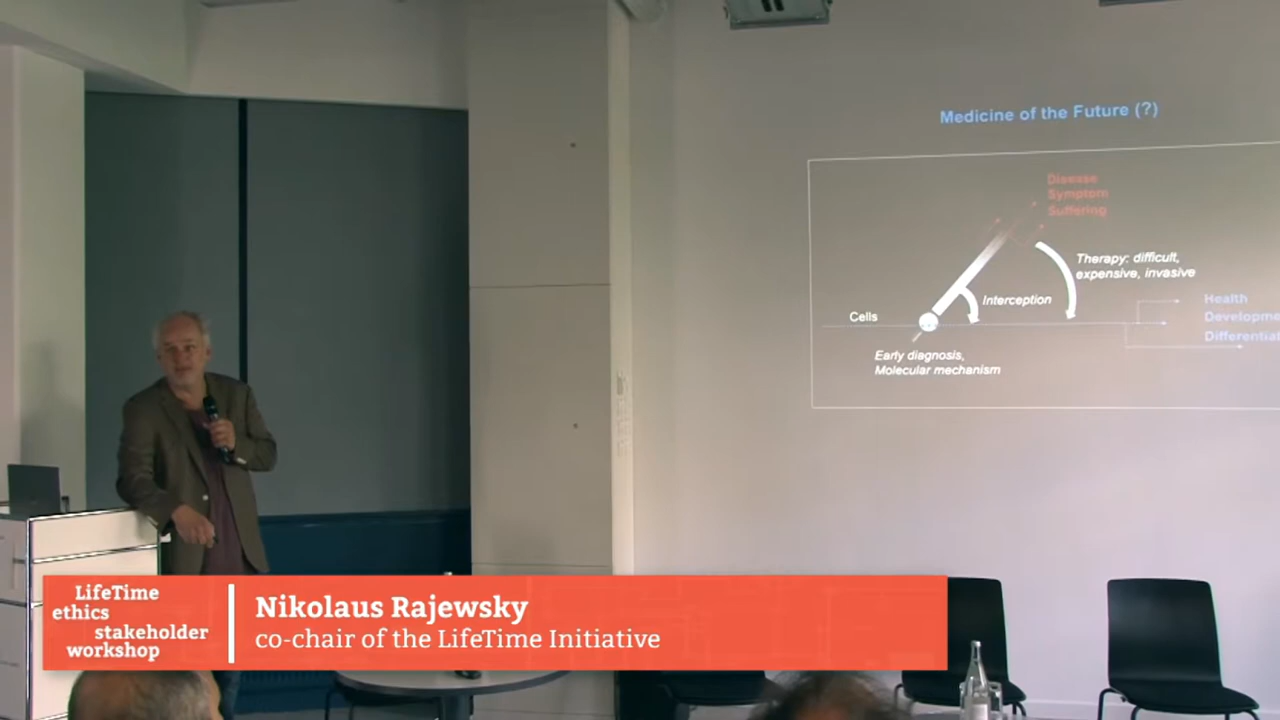 Medicine of the Future (?)
Disease
Symptom
Suffering
Therapy: difficult,
expensive, invasive
Interception
Cells
Health
Early diagnosis,
Molecular mechanism
LifeTime
ethics
stakeholder
workshop
Nikolaus Rajewsky
co-chair of the LifeTime Initiative